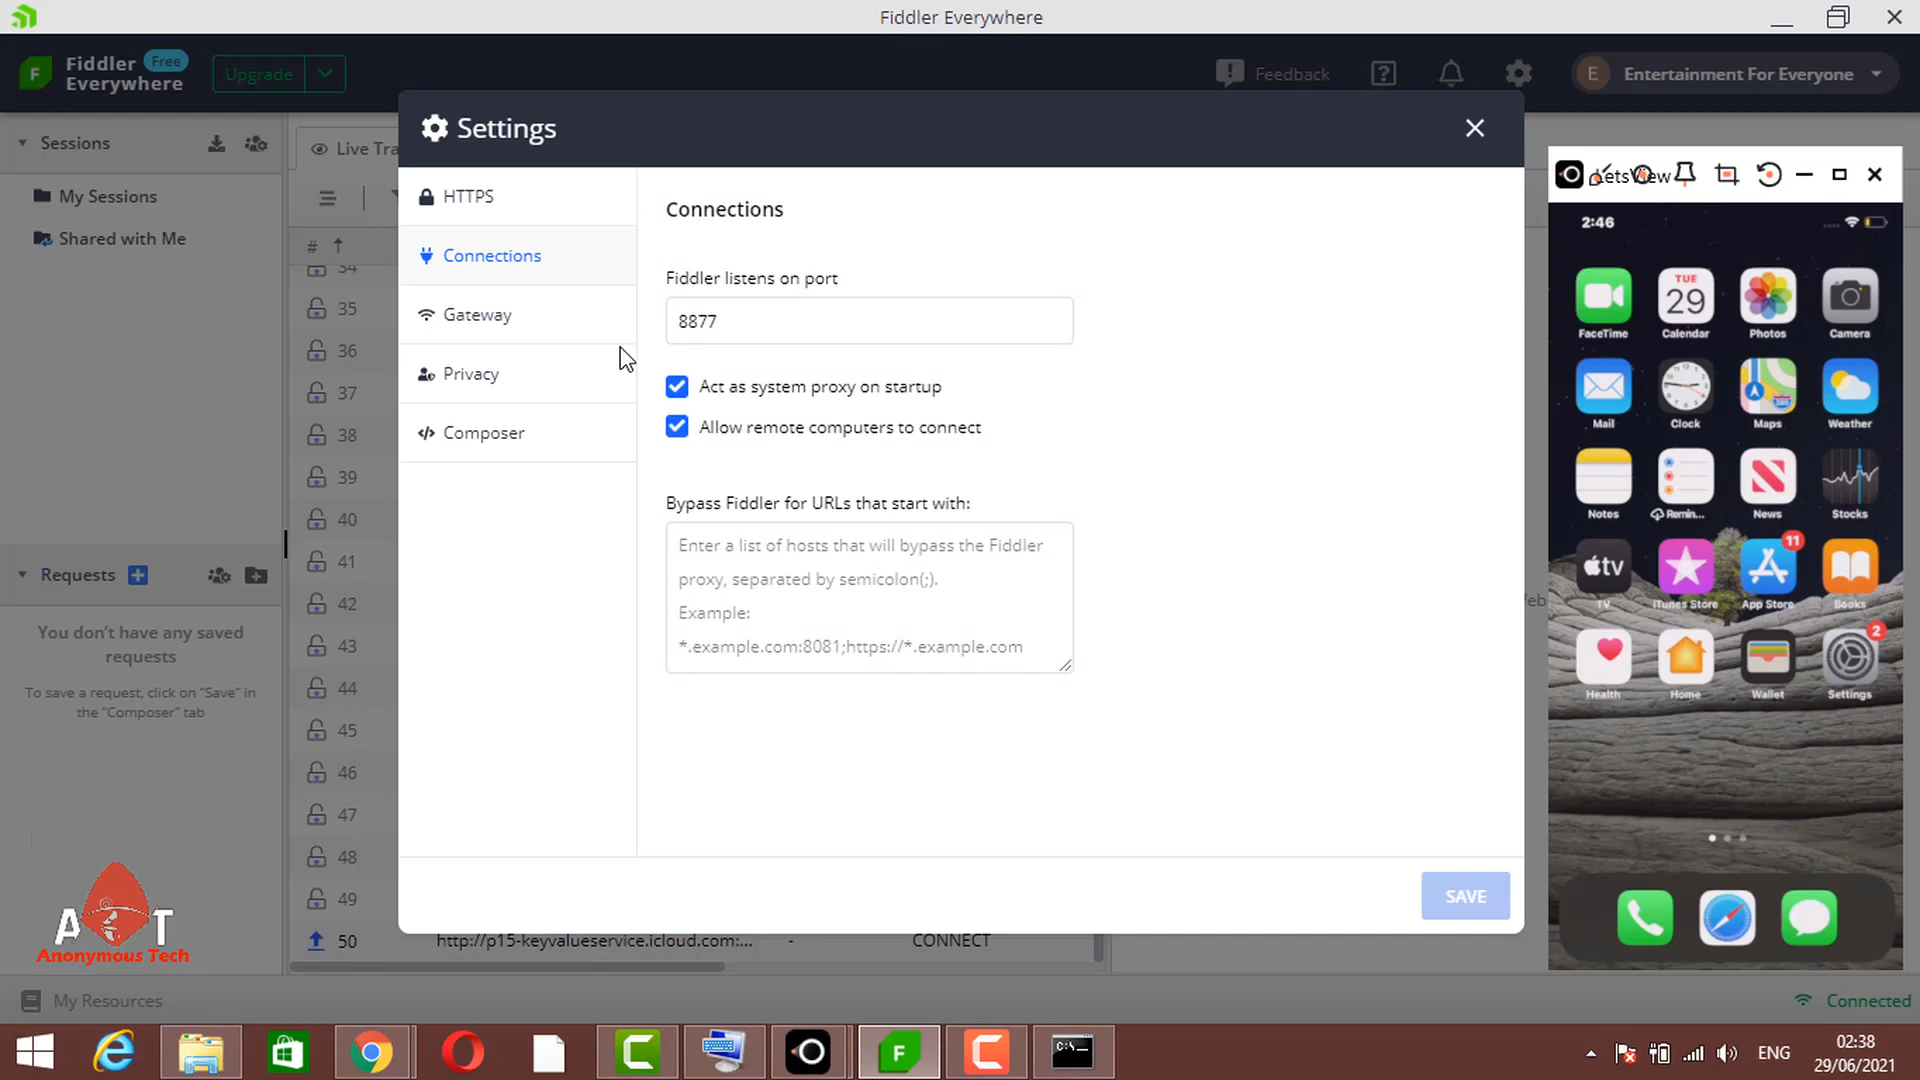 Fiddler Everywhere
Fiddler
Everywhere
Free
Upgrade
Feedback
E
Entertainment For Everyone
Sessions
My Sessions
Shared with Me
Requests
You don't have any saved
requests
To save a request, click on "Save" in
the "Composer" tab
Live Tra
#
34
35
36
37
38
39
40
41
42
43
44
45
46
47
48
49
50
http://p15-keyvalueservice.icloud.com:...
-
CONNECT
Settings
HTTPS
Connections
Gateway
Privacy
Composer
Connections
Fiddler listens on port
8877
Act as system proxy on startup
Allow remote computers to connect
Bypass Fiddler for URLs that start with:
Enter a list of hosts that will bypass the Fiddler
proxy, separated by semicolon(;).
Example:
*.example.com:8081;https://*.example.com
SAVE
LetsView
2:46
TUE
29
FaceTime
Calendar
Photos
Camera
Mail
Clock
Maps
Weather
Notes
Remin...
News
Stocks
tv
11
TV
iTunes Store
App Store
Books
2
Health
Home
Wallet
Settings
A T
Anonymous Tech
My Resources
Connected
F
C:\
ENG
02:38
29/06/2021